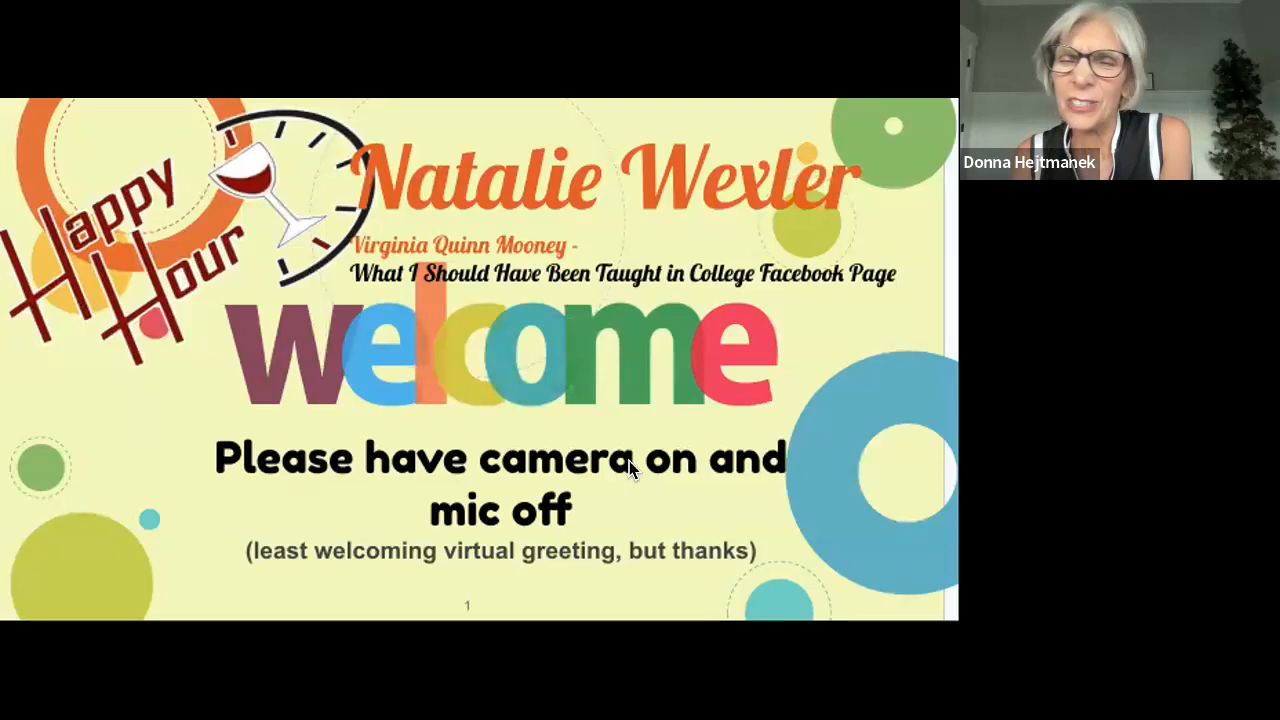 Happy
Hour
Natalie Wexler
Virginia Quinn Mooney -
What I Should Have Been Taught in College Facebook Page
welcome
Please have camera on and
mic off
(least welcoming virtual greeting, but thanks)
1
Donna Hejtmanek